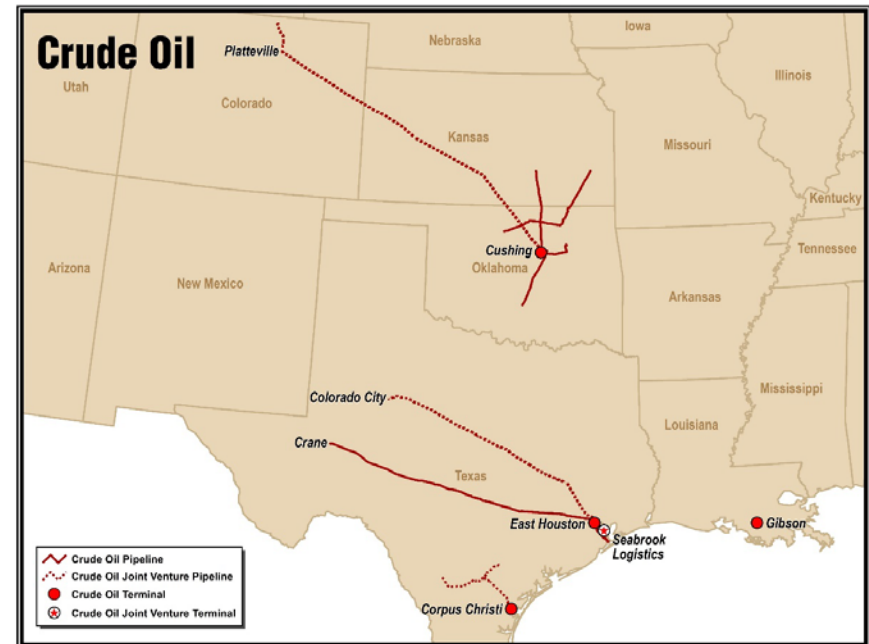 Crude Oil
Nebraska
Iowa
Platteville
Utah
Colorado
Illinois
Kansas
Missouri
Kentucky
Cushing
Tennessee
Arizona
Oklahoma
New Mexico
Arkansas
Mississippi
Colorado City
Louisiana
Crane
Texas
East Houston
Gibson
Seabrook
Logistics
Crude Oil Pipeline
Crude Oil Joint Venture Pipeline
Crude Oil Terminal
Crude Oil Joint Venture Terminal
Corpus Christi